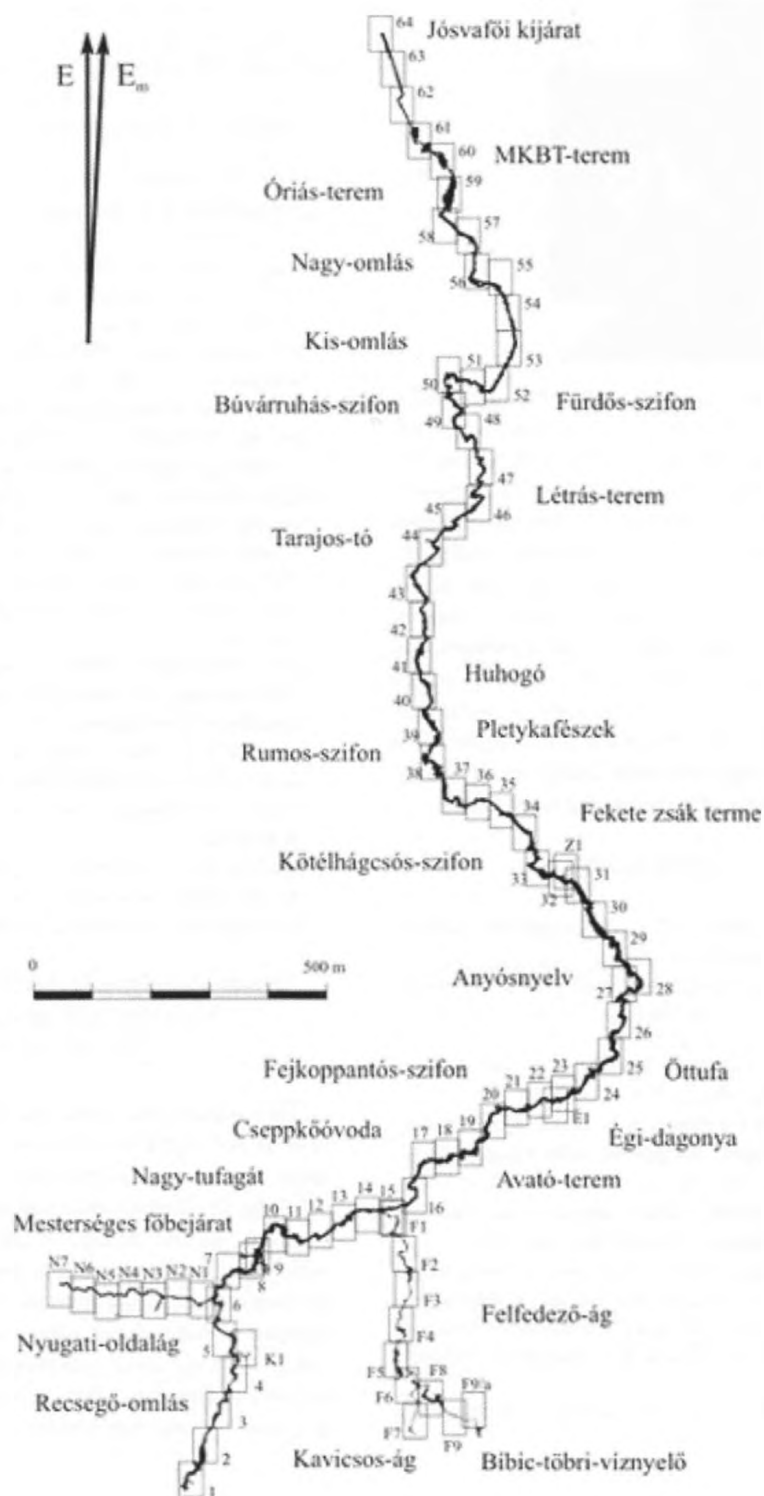 64
Jósvafői kijárat
E
Em
63
62
61
60
MKBT-terem
59
Óriás-terem
58
57
Nagy-omlás
56
55
54
Kis-omlás
53
51
50
52
Búvárruhás-szifon
Fürdős-szifon
49
48
47
Létrás-terem
46
45
Tarajos-tó
44
43
42
41
Huhogó
40
Pletykafészek
39
Rumos-szifon
38
37
36
35
34
Fekete zsák terme
Z1
Kötélhágcsós-szifon
33
31
32
30
29
0
500 m
Anyósnyelv
27
28
26
Fejkoppantós-szifon
25
Öttufa
24
23
22
21
20
E1
Cseppkőóvoda
19
18
17
Égi-dagonya
Nagy-tufagát
Avató-terem
16
15
14
13
12
11
10
Mesterséges főbejárat
F1
9
8
7
N7
N6
N5
N4
N3
N2
N1
F2
6
F3
Felfedező-ág
Nyugati-oldalág
5
K1
F4
4
F5
F8
F9/a
Recsegő-omlás
F6
3
F7
F9
2
Kavicsos-ág
Bibic-töbri-víznyelő
1